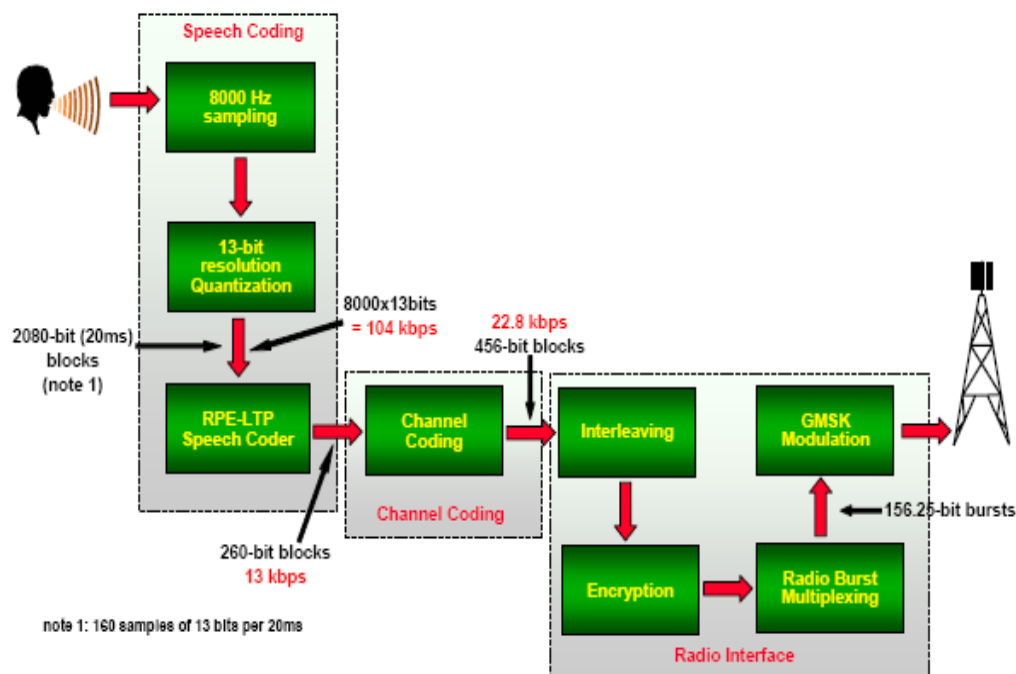 Speech Coding
8000 Hz
sampling
13-bit
resolution
Quantization
2080-bit (20ms)
blocks
(note 1)
8000x13bits
= 104 kbps
RPE-LTP
Speech Coder
260-bit blocks
13 kbps
Channel
Coding
Channel Coding
22.8 kbps
456-bit blocks
Interleaving
Encryption
Radio Burst
Multiplexing
156.25-bit bursts
GMSK
Modulation
Radio Interface
note 1: 160 samples of 13 bits per 20ms